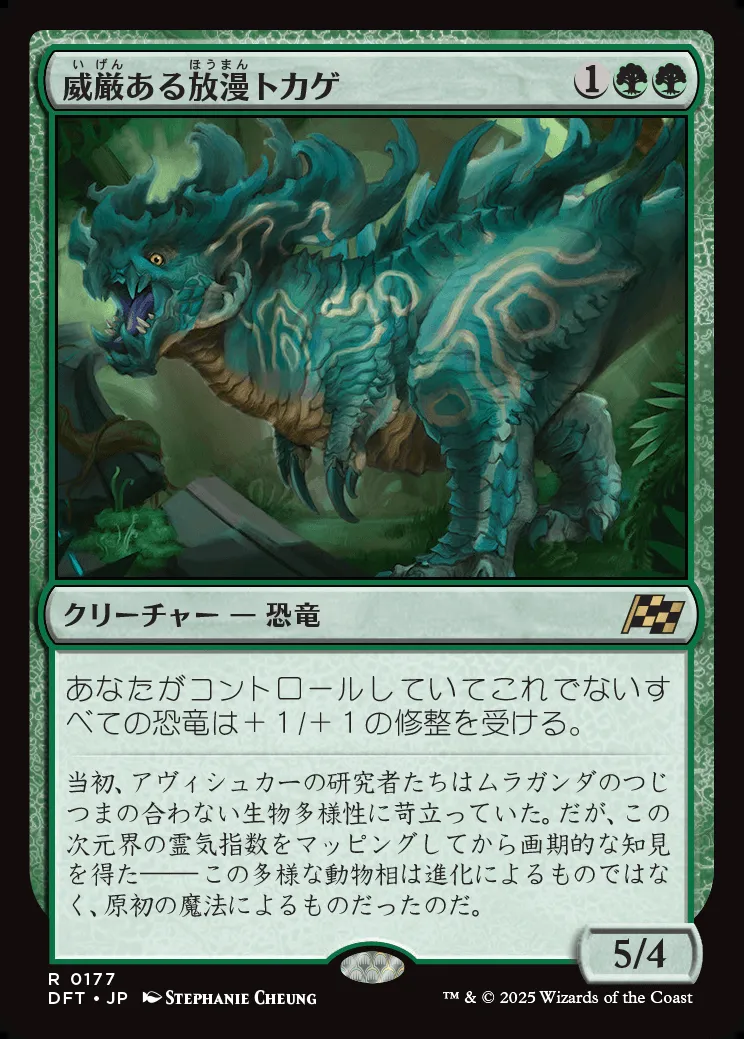 いげん ほうまん
威厳ある放漫トカゲ 1
クリーチャー — 恐竜
あなたがコントロールしていてこれでないす
べての恐竜は＋１/＋１の修整を受ける。
当初、アヴィシュカーの研究者たちはムラガンダのつじ
つまの合わない生物多様性に苛立っていた。だが、この
次元界の霊気指数をマッピングしてから画期的な知見
を得た――この多様な動物相は進化によるものではな
く、原初の魔法によるものだったのだ。
5/4
R 0177
DFT • JP STEPHANIE CHEUNG
™ & © 2025 Wizards of the Coast